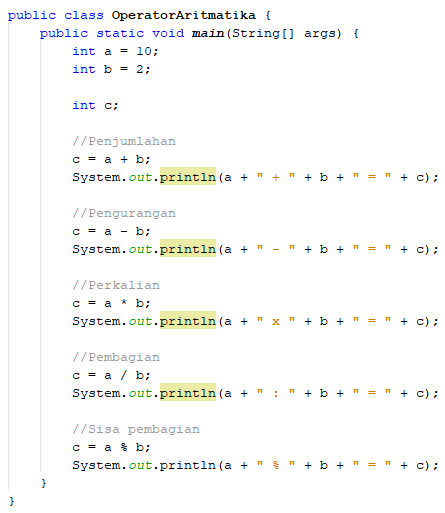 public class OperatorAritmatika {
    public static void main(String[] args) {
        int a = 10;
        int b = 2;

        int c;

        //Penjumlahan
        c = a + b;
        System.out.println(a + " + " + b + " = " + c);

        //Pengurangan
        c = a - b;
        System.out.println(a + " - " + b + " = " + c);

        //Perkalian
        c = a * b;
        System.out.println(a + " x " + b + " = " + c);

        //Pembagian
        c = a / b;
        System.out.println(a + " : " + b + " = " + c);

        //Sisa pembagian
        c = a % b;
        System.out.println(a + " % " + b + " = " + c);
    }
}